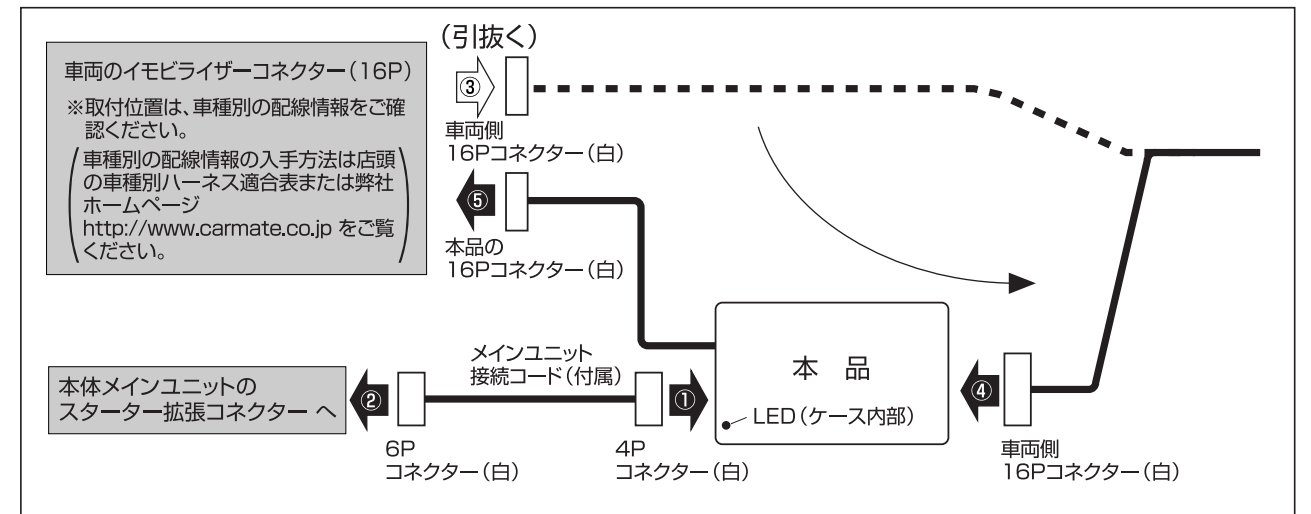 (引抜く)
車両のイモビライザーコネクター(16P)
※取付位置は、車種別の配線情報をご確
認ください。
車種別の配線情報の入手方法は店頭
の車種別ハーネス適合表または弊社
ホームページ
http://www.carmate.co.jp をご覧
ください。
③
車両側
16Pコネクター(白)
⑤
本品の
16Pコネクター(白)
本体メインユニットの
スターター拡張コネクター へ
②
6P
コネクター(白)
メインユニット
接続コード(付属)
①
4P
コネクター(白)
本 品
LED(ケース内部)
④
車両側
16Pコネクター(白)